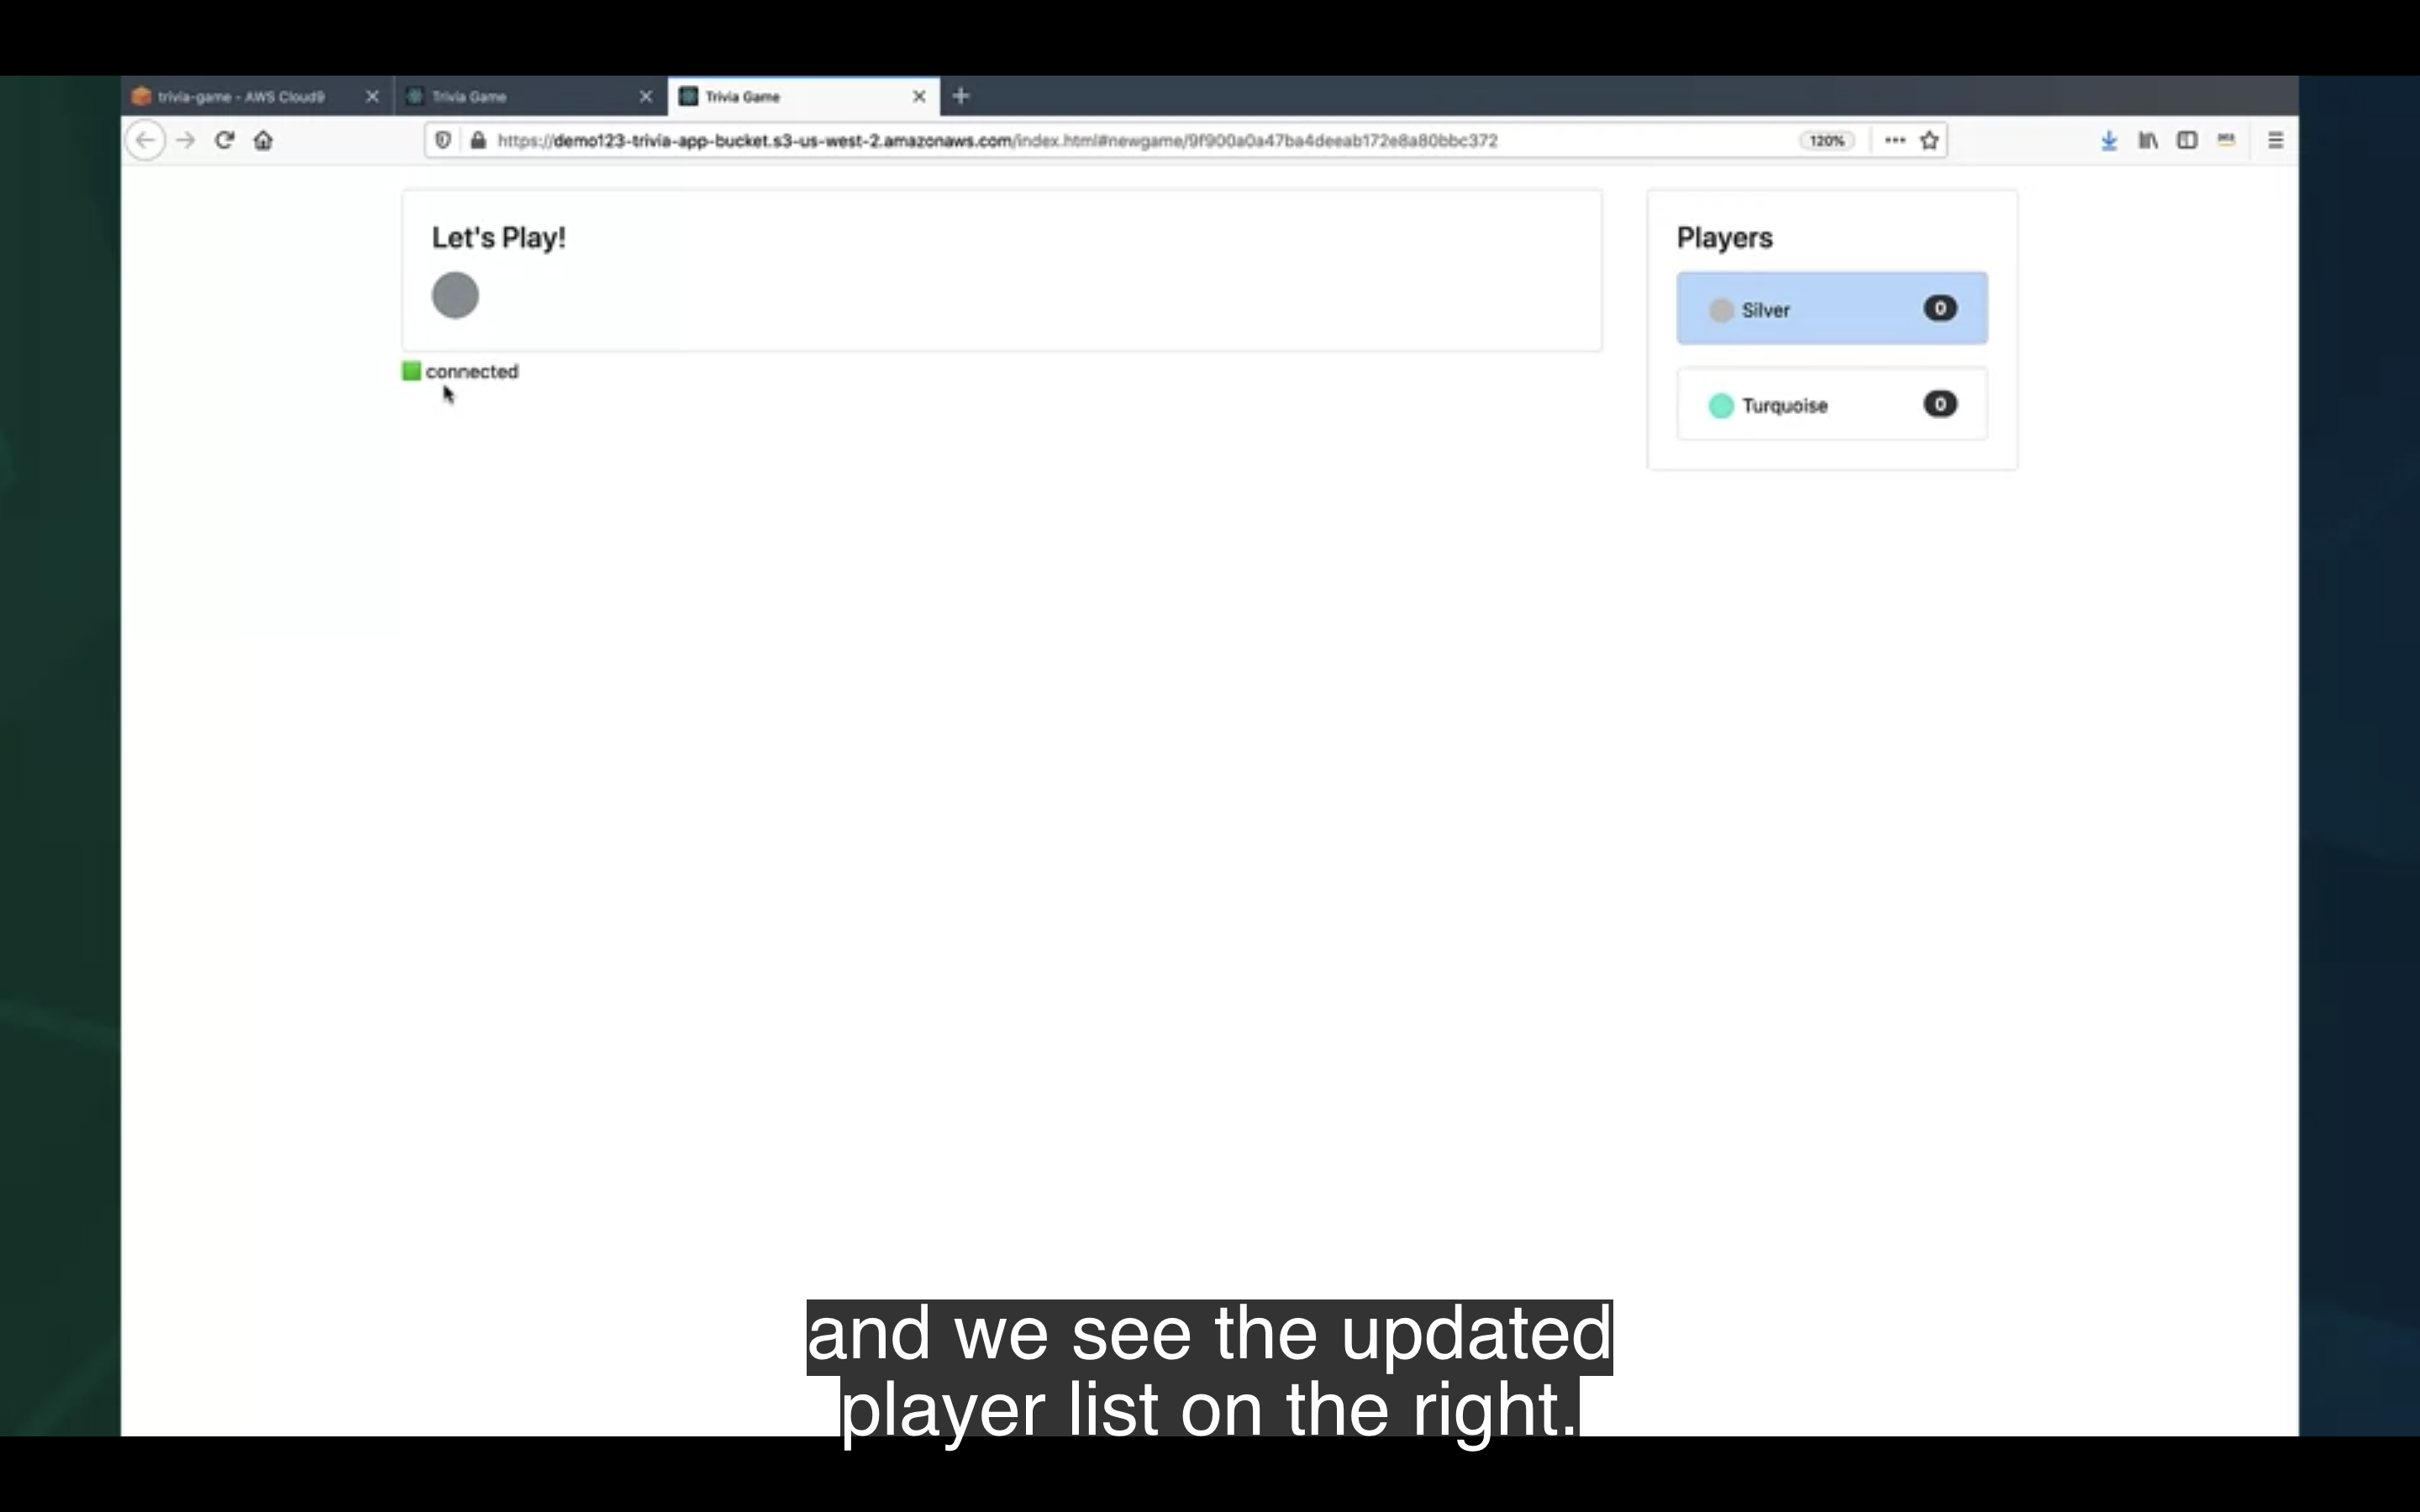 trivia-game - AWS Cloud9
Trivia Game
Trivia Game
https://demo123-trivia-app-bucket.s3-us-west-2.amazonaws.com/index.html#newgame/9f900a0a47ba4deeab172e8a80bbc372
120%
Let's Play!
connected
Players
Silver 0
Turquoise 0
and we see the updated
player list on the right.